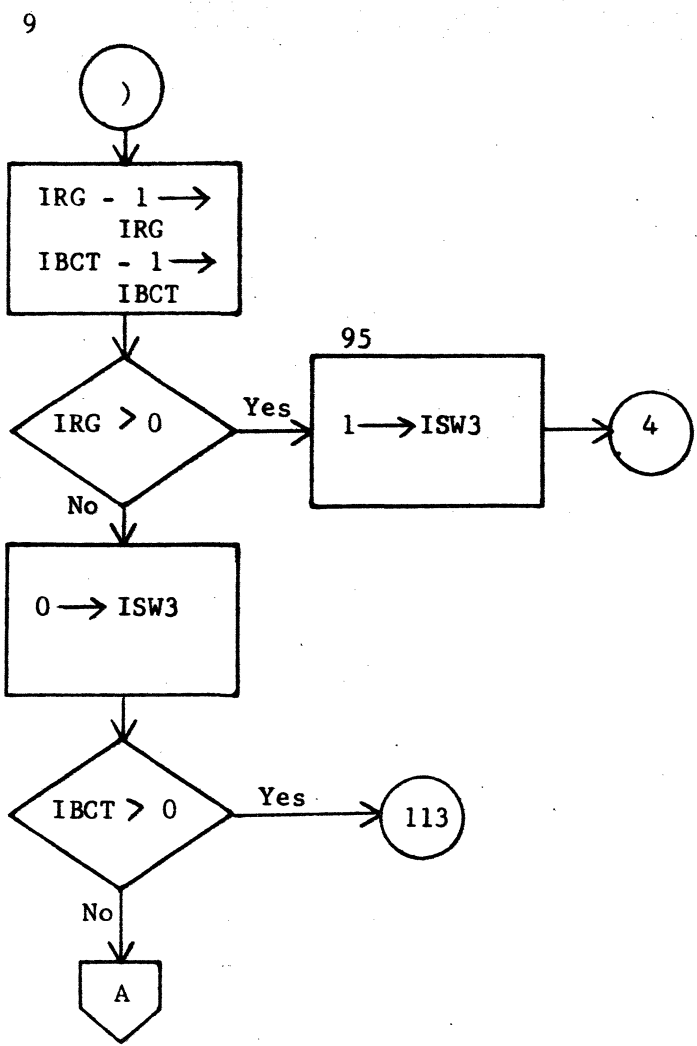 9
)
IRG - 1 →
IRG
IBCT - 1 →
IBCT
95
IRG > 0
Yes
1 → ISW3
4
No
0 → ISW3
IBCT > 0
Yes
113
No
A